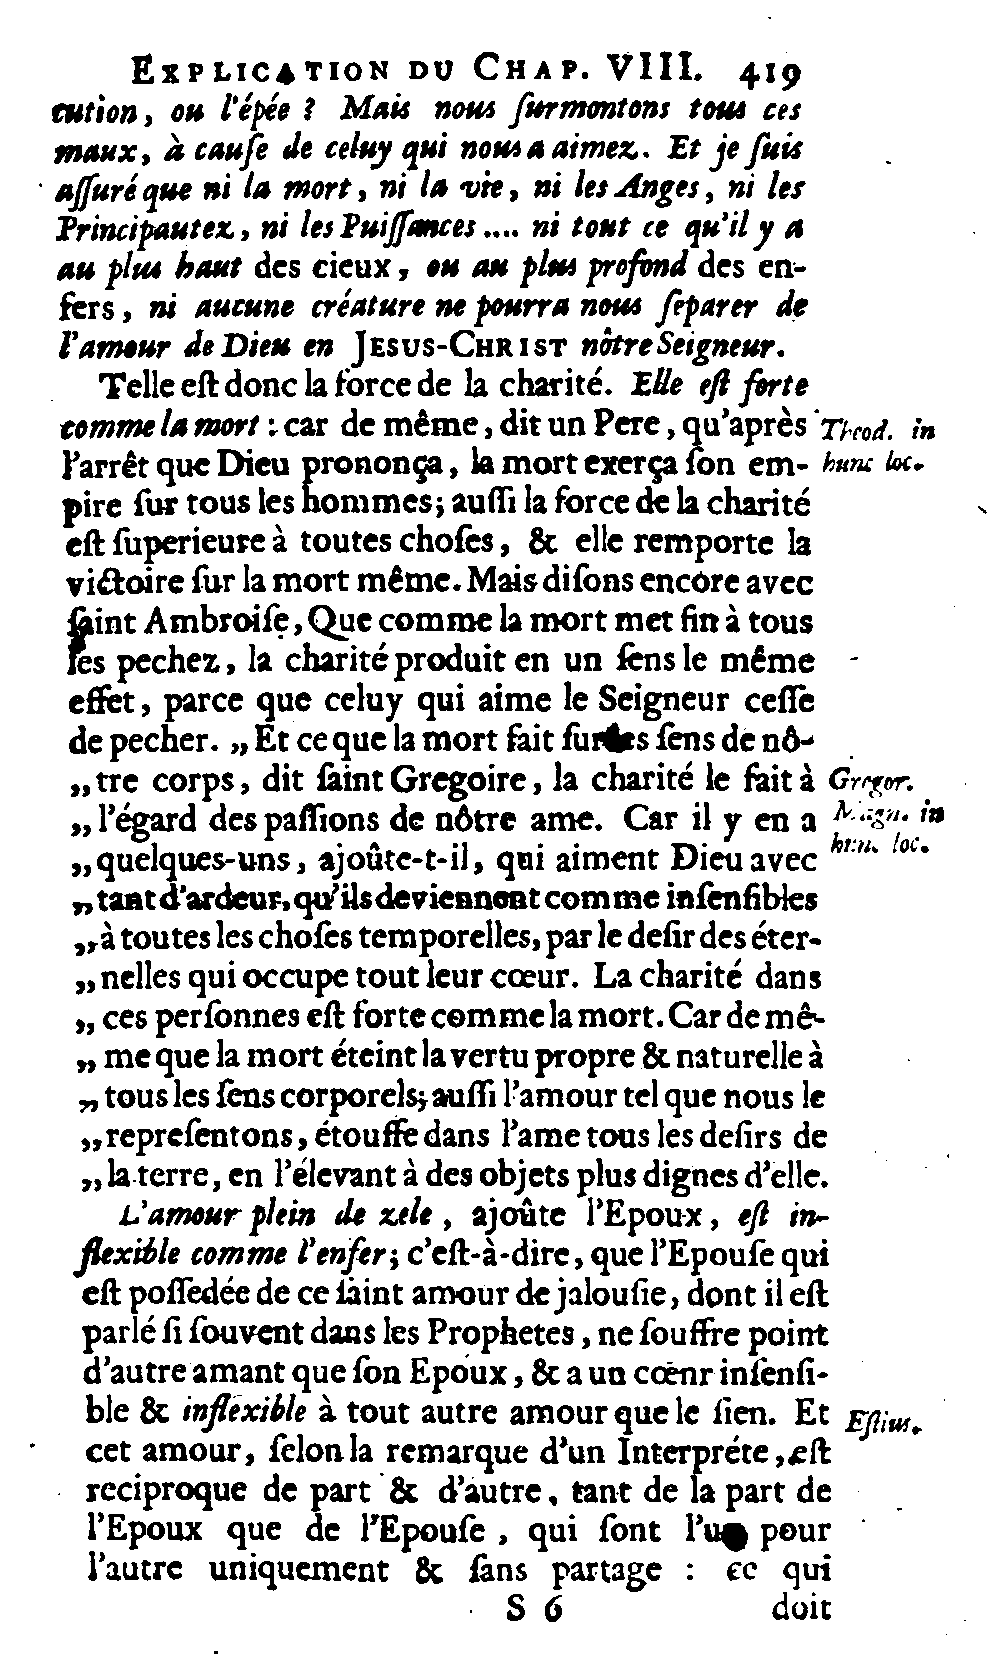 EXPLICATION DU CHAP. VIII. 419
cution, ou l'épée ? Mais nous ſurmontons tous ces
maux, à cauſe de celuy qui nous a aimez. Et je ſuis
aſſuré que ni la mort, ni la vie, ni les Anges, ni les
Principautez, ni les Puiſſances .... ni tout ce qu'il y a
au plus haut des cieux, ou au plus profond des en-
fers, ni aucune créature ne pourra nous ſeparer de
l'amour de Dieu en JESUS-CHRIST nôtre Seigneur.
Telle eſt donc la force de la charité. Elle eſt forte
comme la mort : car de même, dit un Pere, qu'après
Theod. in
l'arrêt que Dieu prononça, la mort exerça ſon em-
hunc loc.
pire ſur tous les hommes; auſſi la force de la charité
eſt ſuperieure à toutes choſes, & elle remporte la
victoire ſur la mort même. Mais diſons encore avec
ſaint Ambroiſe, Que comme la mort met fin à tous
les pechez, la charité produit en un ſens le même
effet, parce que celuy qui aime le Seigneur ceſſe
de pecher. „Et ce que la mort fait ſur les ſens de nô-
„tre corps, dit ſaint Gregoire, la charité le fait à
Gregor.
„l'égard des paſſions de nôtre ame. Car il y en a
Magn. in
„quelques-uns, ajoûte-t-il, qui aiment Dieu avec
hunc loc.
„tant d'ardeur, qu'ils deviennent comme inſenſibles
„à toutes les choſes temporelles, par le deſir des éter-
„nelles qui occupe tout leur cœur. La charité dans
„ces perſonnes eſt forte comme la mort. Car de mê-
„me que la mort éteint la vertu propre & naturelle à
„tous les ſens corporels; auſſi l'amour tel que nous le
„repreſentons, étouffe dans l'ame tous les deſirs de
„la terre, en l'élevant à des objets plus dignes d'elle.
L'amour plein de zele, ajoûte l'Epoux, eſt in-
flexible comme l'enfer; c'eſt-à-dire, que l'Epouſe qui
eſt poſſedée de ce ſaint amour de jalouſie, dont il eſt
parlé ſi ſouvent dans les Prophetes, ne ſouffre point
d'autre amant que ſon Epoux, & a un cœnr inſenſi-
ble & inflexible à tout autre amour que le ſien. Et
Eſtius.
cet amour, ſelon la remarque d'un Interpréte, eſt
reciproque de part & d'autre, tant de la part de
l'Epoux que de l'Epouſe, qui ſont l'un pour
l'autre uniquement & ſans partage : ce qui
S 6 doit